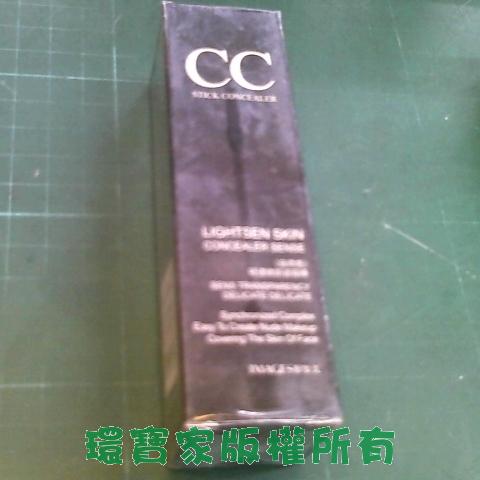 CC
STICK CONCEALER
LIGHTSEN SKIN
CONCEALER SENSE
SENS TRANSPARENCY
DELICATE DELICATE
Easy To Create Nude Makeup
Covering The Skin Of Face
IMAGES
環寶家版權所有